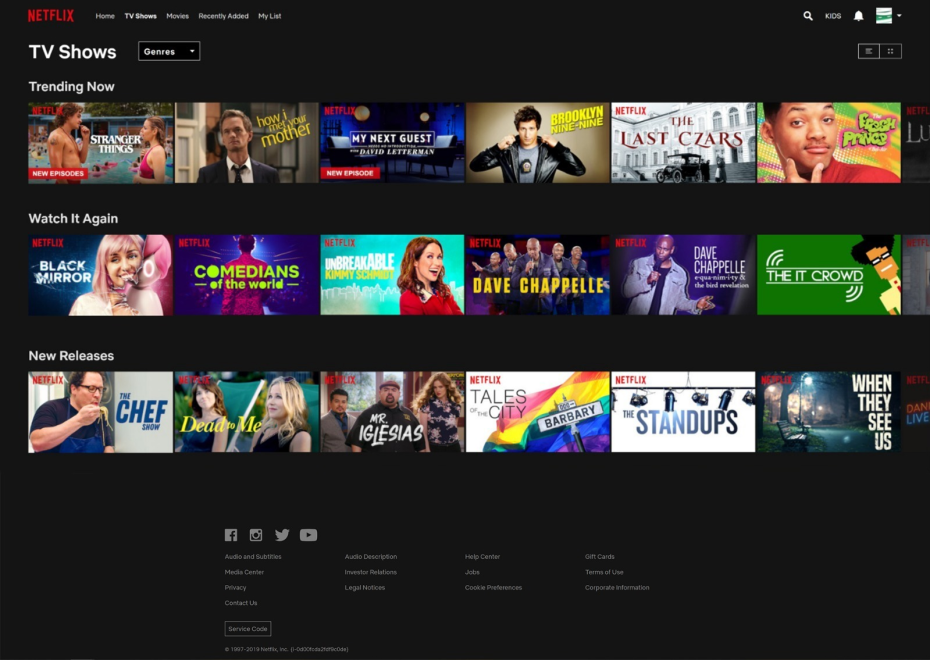 NETFLIX Home TV Shows Movies Recently Added My List KIDS
TV Shows Genres
Trending Now
NETFLIX
STRANGER
THINGS
NEW EPISODES
how i
met your
mother
NETFLIX
MY NEXT GUEST
NEEDS NO INTRODUCTION
WITH DAVID LETTERMAN
NEW EPISODE
BROOKLYN
NINE-NINE
NETFLIX
THE
LAST CZARS
The
FRESH
PRINCE
Watch It Again
NETFLIX
BLACK
MIRROR
NETFLIX
COMEDIANS
of the world
NETFLIX
UNBREAKABLE
KIMMY SCHMIDT
NETFLIX
DAVE CHAPPELLE
NETFLIX
DAVE
CHAPPELLE
e·qua·nim·i·ty &
the bird revelation
THE IT CROWD
New Releases
NETFLIX
THE
CHEF
SHOW
NETFLIX
Dead to Me
NETFLIX
MR.
IGLESIAS
NETFLIX
TALES
OF THE CITY
BARBARY
NETFLIX
THE STANDUPS
NETFLIX
WHEN
THEY
SEE
US
Audio and Subtitles Audio Description Help Center Gift Cards
Media Center Investor Relations Jobs Terms of Use
Privacy Legal Notices Cookie Preferences Corporate Information
Contact Us
Service Code
© 1997-2019 Netflix, Inc.